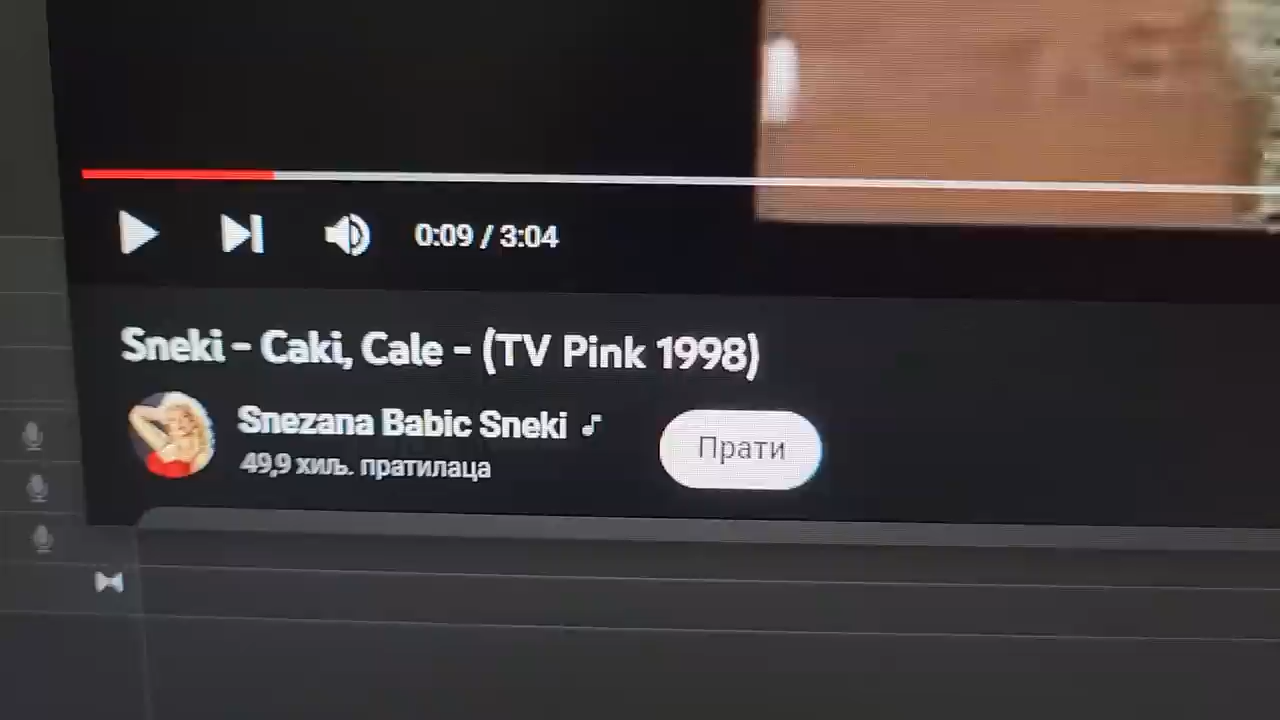 0:09 / 3:04
Sneki - Caki, Cale - (TV Pink 1998)
Snezana Babic Sneki
49,9 хиљ. пратилаца
Прати